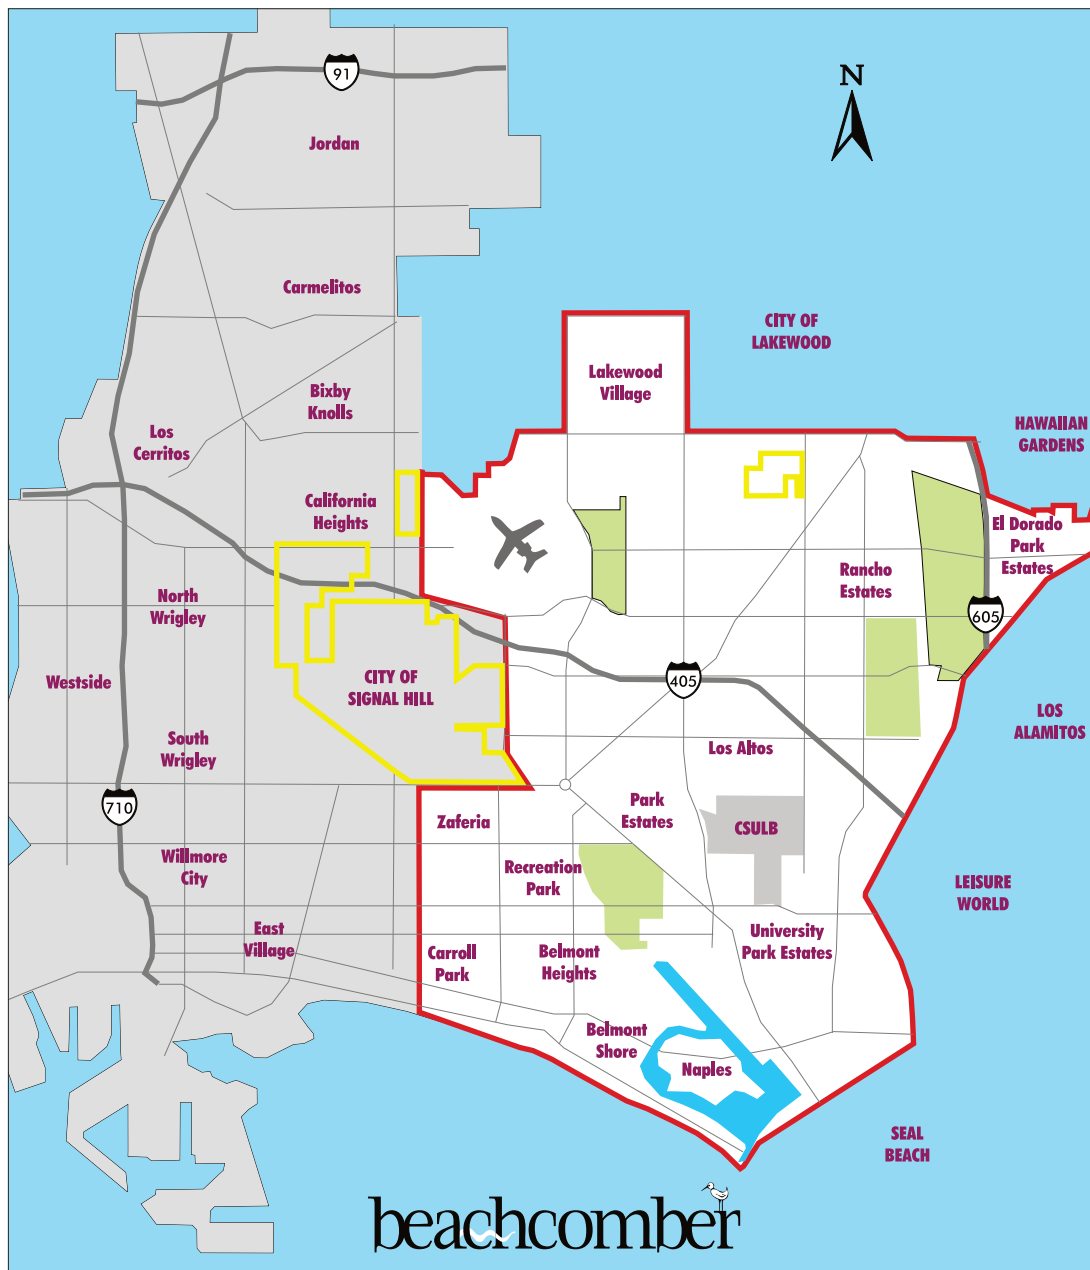 91
N
Jordan
Carmelitos
CITY OF
LAKEWOOD
Lakewood
Village
Bixby
Knolls
Los
Cerritos
HAWAIIAN
GARDENS
California
Heights
El Dorado
Park
Estates
Rancho
Estates
North
Wrigley
605
CITY OF
SIGNAL HILL
Westside
405
LOS
ALAMITOS
South
Wrigley
Los Altos
710
Park
Estates
Zaferia
CSULB
Willmore
City
Recreation
Park
LEISURE
WORLD
East
Village
University
Park Estates
Carroll
Park
Belmont
Heights
Belmont
Shore
Naples
SEAL
BEACH
beachcomber